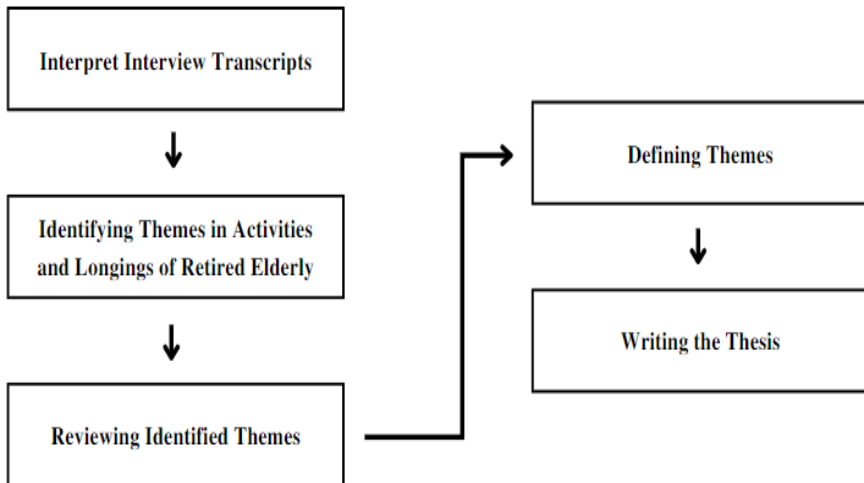 Interpret Interview Transcripts
Identifying Themes in Activities
and Longings of Retired Elderly
Reviewing Identified Themes
Defining Themes
Writing the Thesis